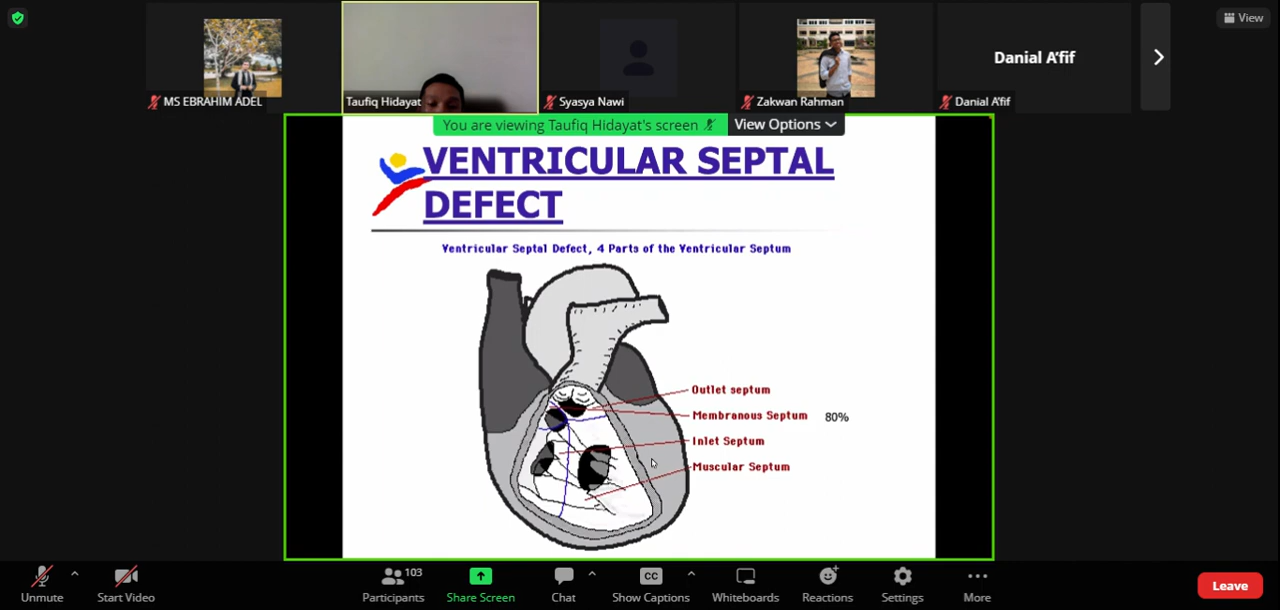 View
MS EBRAHIM ADEL
Taufiq Hidayat
Syasya Nawi
Zakwan Rahman
Danial A'fif
Danial A'fif
You are viewing Taufiq Hidayat's screen
View Options
VENTRICULAR SEPTAL
DEFECT
Ventricular Septal Defect, 4 Parts of the Ventricular Septum
Outlet septum
Membranous Septum 80%
Inlet Septum
Muscular Septum
Unmute
Start Video
Participants 103
Share Screen
Chat
CC
Show Captions
Whiteboards
Reactions
Settings
More
Leave